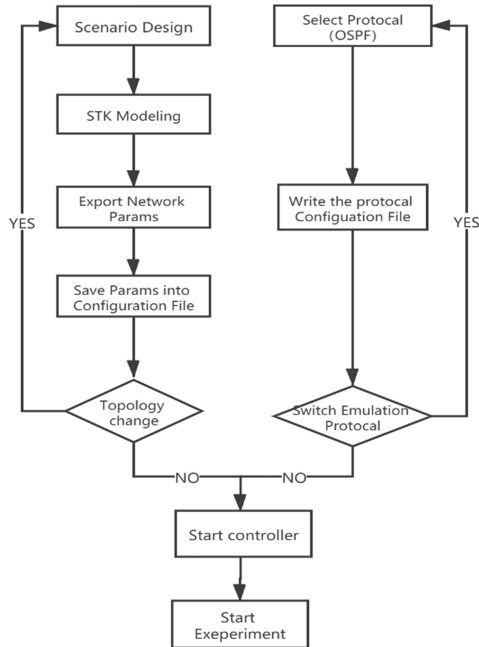 Scenario Design
STK Modeling
Export Network
Params
Save Params into
Configuration File
Topology
change
YES
NO
Select Protocal
(OSPF)
Write the protocal
Configuation File
Switch Emulation
Protocal
YES
NO
Start controller
Start
Exeperiment